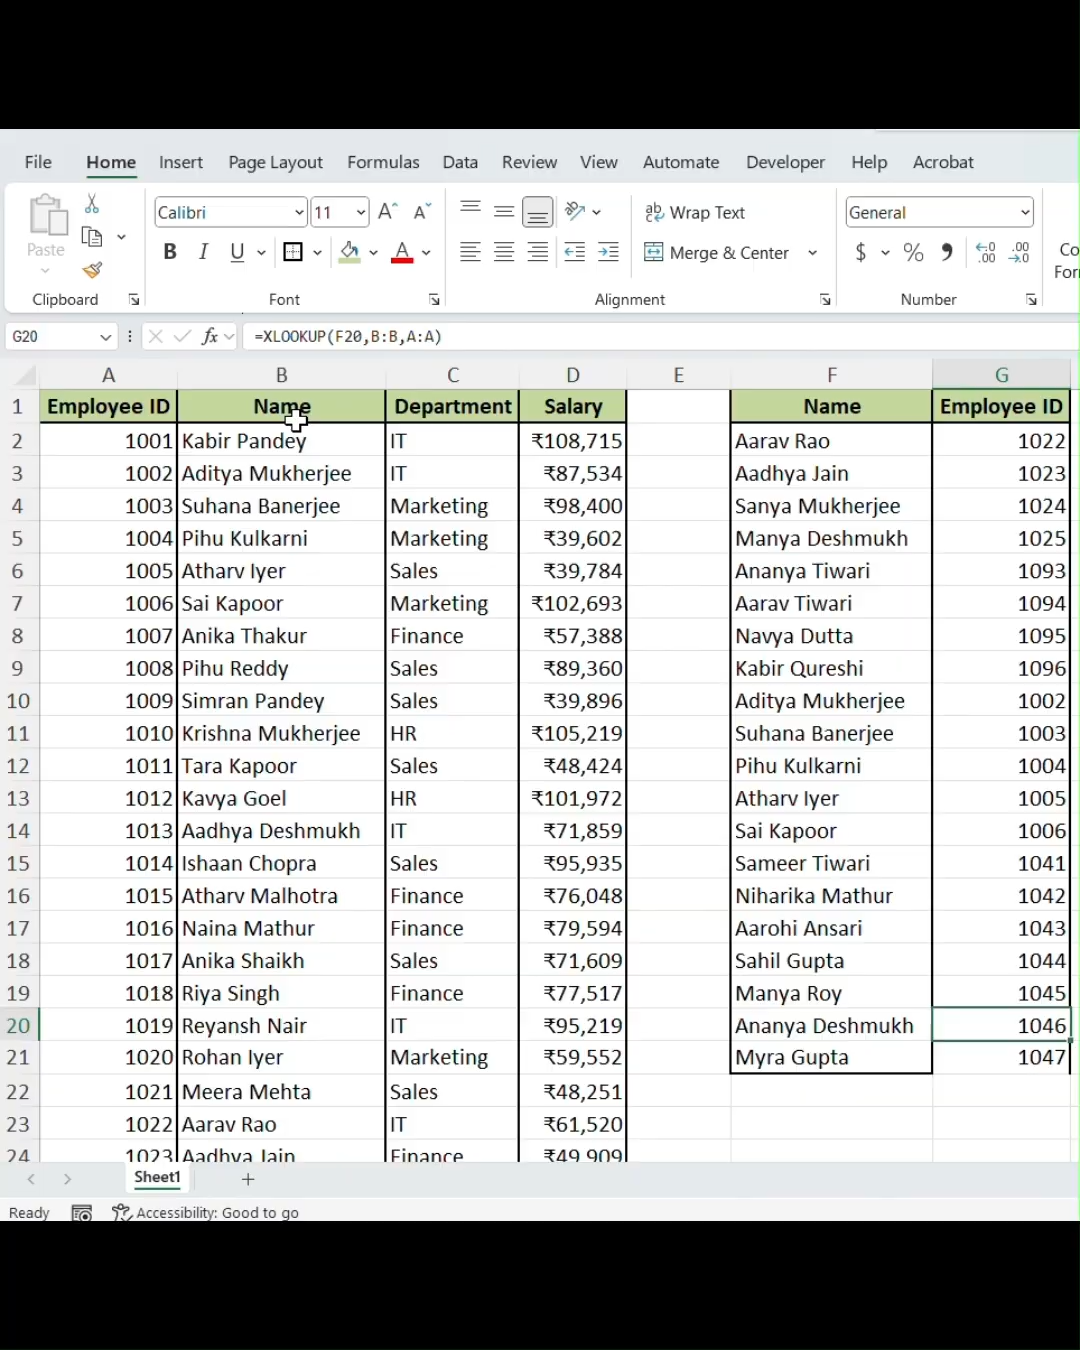 File Home Insert Page Layout Formulas Data Review View Automate Developer Help Acrobat
Calibri 11 A A Wrap Text General
Paste B I U A Merge & Center $ % , .00 .00 Co
For
Clipboard Font Alignment Number
G20 fx =XLOOKUP(F20,B:B,A:A)
A B C D E F G
1 Employee ID Name Department Salary Name Employee ID
2 1001 Kabir Pandey IT ₹108,715 Aarav Rao 1022
3 1002 Aditya Mukherjee IT ₹87,534 Aadhya Jain 1023
4 1003 Suhana Banerjee Marketing ₹98,400 Sanya Mukherjee 1024
5 1004 Pihu Kulkarni Marketing ₹39,602 Manya Deshmukh 1025
6 1005 Atharv Iyer Sales ₹39,784 Ananya Tiwari 1093
7 1006 Sai Kapoor Marketing ₹102,693 Aarav Tiwari 1094
8 1007 Anika Thakur Finance ₹57,388 Navya Dutta 1095
9 1008 Pihu Reddy Sales ₹89,360 Kabir Qureshi 1096
10 1009 Simran Pandey Sales ₹39,896 Aditya Mukherjee 1002
11 1010 Krishna Mukherjee HR ₹105,219 Suhana Banerjee 1003
12 1011 Tara Kapoor Sales ₹48,424 Pihu Kulkarni 1004
13 1012 Kavya Goel HR ₹101,972 Atharv Iyer 1005
14 1013 Aadhya Deshmukh IT ₹71,859 Sai Kapoor 1006
15 1014 Ishaan Chopra Sales ₹95,935 Sameer Tiwari 1041
16 1015 Atharv Malhotra Finance ₹76,048 Niharika Mathur 1042
17 1016 Naina Mathur Finance ₹79,594 Aarohi Ansari 1043
18 1017 Anika Shaikh Sales ₹71,609 Sahil Gupta 1044
19 1018 Riya Singh Finance ₹77,517 Manya Roy 1045
20 1019 Reyansh Nair IT ₹95,219 Ananya Deshmukh 1046
21 1020 Rohan Iyer Marketing ₹59,552 Myra Gupta 1047
22 1021 Meera Mehta Sales ₹48,251
23 1022 Aarav Rao IT ₹61,520
24 1023 Aadhya Jain Finance ₹49,909
Sheet1
Ready Accessibility: Good to go